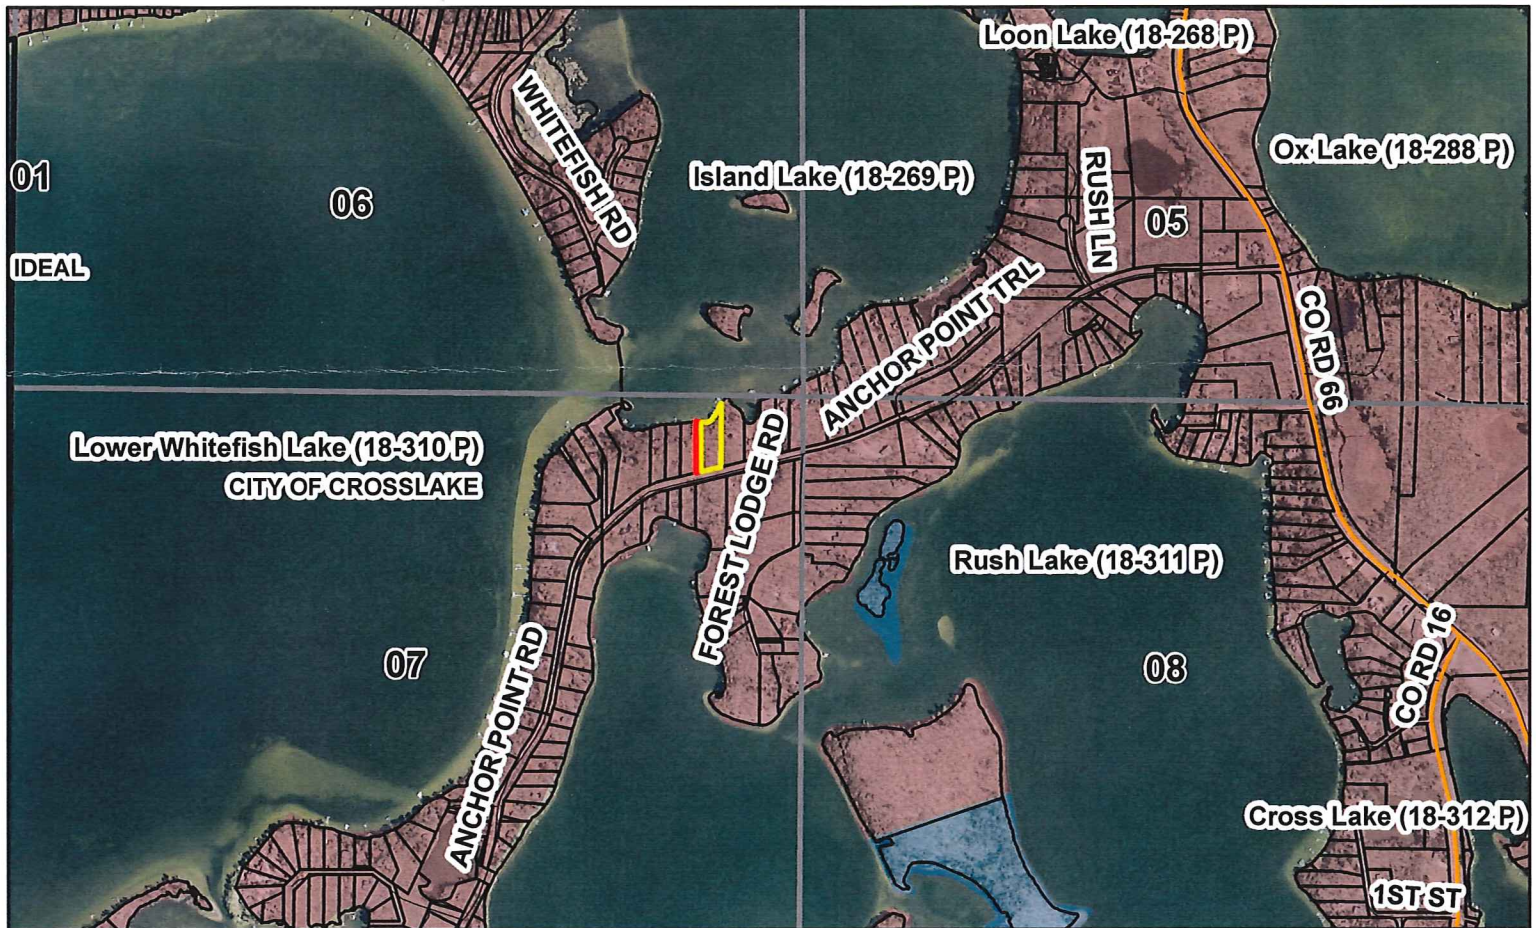 Loon Lake (18-268 P)
WHITEFISH RD
Ox Lake (18-288 P)
01
Island Lake (18-269 P)
RUSH LN
06
05
IDEAL
ANCHOR POINT TRL
CO RD 66
Lower Whitefish Lake (18-310 P)
CITY OF CROSSLAKE
FOREST LODGE RD
Rush Lake (18-311 P)
07
08
CO RD 16
ANCHOR POINT RD
Cross Lake (18-312 P)
1ST ST